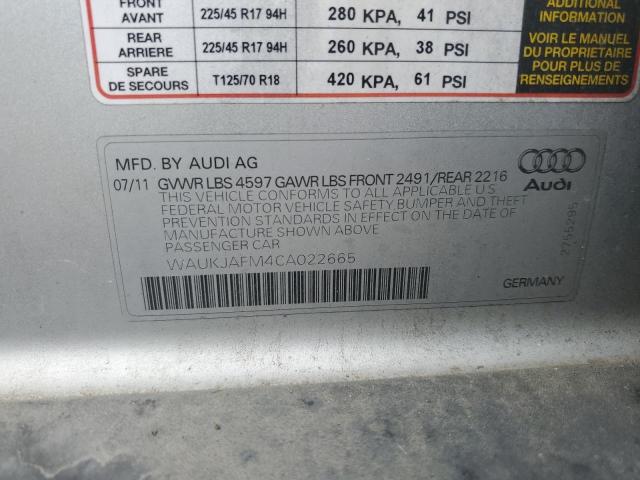 FRONT
AVANT 225/45 R17 94H 280 KPA, 41 PSI
REAR
ARRIERE 225/45 R17 94H 260 KPA, 38 PSI
SPARE
DE SECOURS T125/70 R18 420 KPA, 61 PSI
ADDITIONAL
INFORMATION
VOIR LE MANUEL
DU PROPRIETAIRE
POUR PLUS DE
RENSEIGNEMENTS
MFD. BY AUDI AG
07/11 GVWR LBS 4597 GAWR LBS FRONT 2491/REAR 2216
THIS VEHICLE CONFORMS TO ALL APPLICABLE U.S
FEDERAL MOTOR VEHICLE SAFETY BUMPER AND THEFT
PREVENTION STANDARDS IN EFFECT ON THE DATE OF
MANUFACTURE SHOWN ABOVE
PASSENGER CAR
WAUKJAFM4CA022665
Audi
2755295
GERMANY